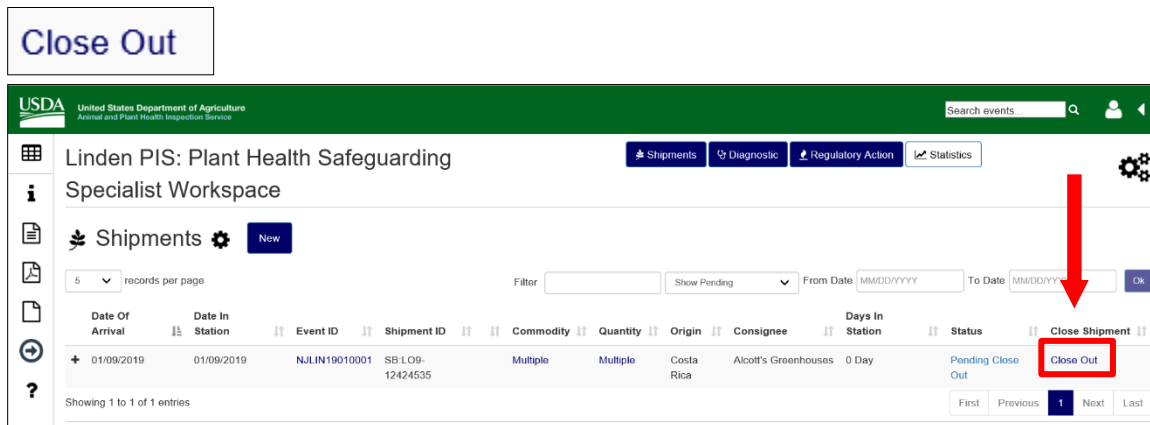 Close Out
USDA United States Department of Agriculture
Animal and Plant Health Inspection Service
Search events...
Linden PIS: Plant Health Safeguarding
Specialist Workspace
Shipments Diagnostic Regulatory Action Statistics
Shipments New
5 records per page Filter Show Pending From Date MM/DD/YYYY To Date MM/DD/YYYY Ok
Date Of Arrival Date In Station Event ID Shipment ID Commodity Quantity Origin Consignee Days In Station Status Close Shipment
+ 01/09/2019 01/09/2019 NJLIN19010001 SB:LO9-12424535 Multiple Multiple Costa Rica Alcott's Greenhouses 0 Day Pending Close Out Close Out
Showing 1 to 1 of 1 entries First Previous 1 Next Last